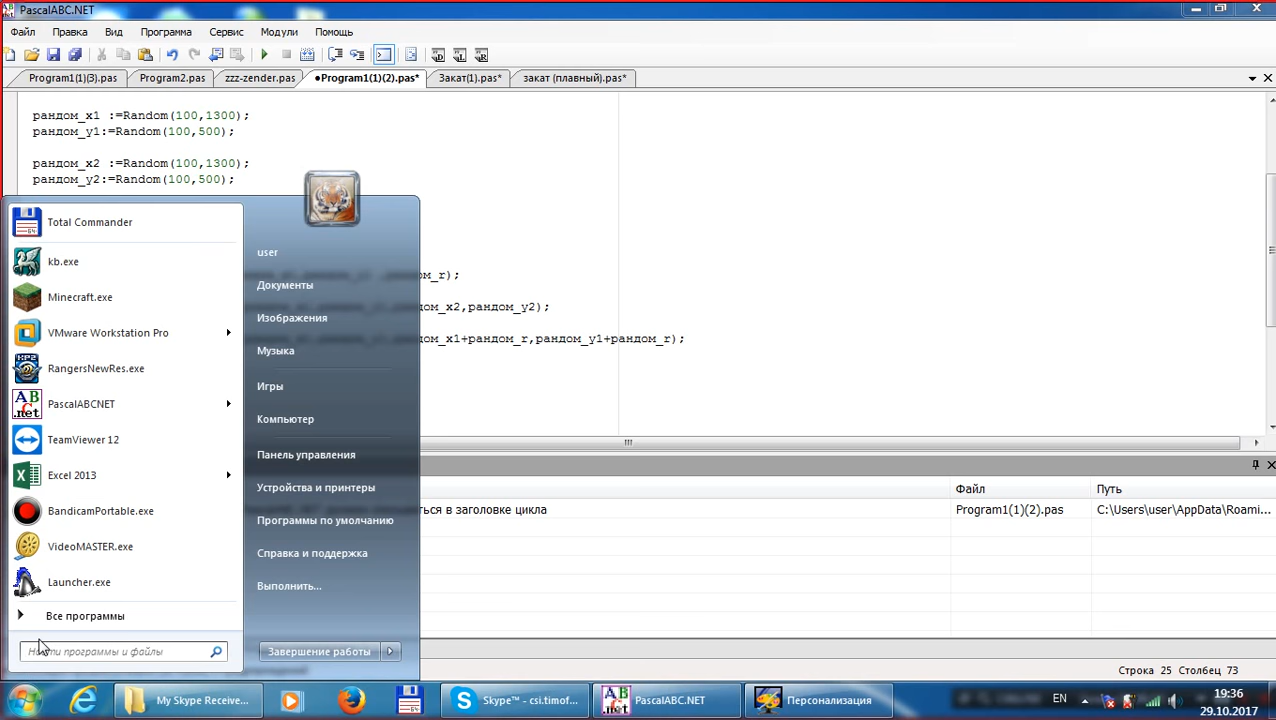 PascalABC.NET
Файл Правка Вид Программа Сервис Модули Помощь
Program1(1)(3).pas Program2.pas zzz-zender.pas •Program1(1)(2).pas* Закат(1).pas* закат (плавный).pas*
рандом_x1 :=Random(100,1300);
рандом_y1:=Random(100,500);
рандом_x2 :=Random(100,1300);
рандом_y2:=Random(100,500);
ом_r);
ом_x2,рандом_y2);
ом_x1+рандом_r,рандом_y1+рандом_r);
Total Commander
kb.exe
Minecraft.exe
VMware Workstation Pro
RangersNewRes.exe
PascalABCNET
TeamViewer 12
Excel 2013
BandicamPortable.exe
VideoMASTER.exe
Launcher.exe
Все программы
Найти программы и файлы
user
Документы
Изображения
Музыка
Игры
Компьютер
Панель управления
Устройства и принтеры
Программы по умолчанию
Справка и поддержка
Выполнить...
Завершение работы
Файл Путь
в заголовке цикла Program1(1)(2).pas C:\Users\user\AppData\Roami...
Строка 25 Столбец 73
My Skype Receive... Skype™ - csi.timof... PascalABC.NET Персонализация EN 19:36
29.10.2017